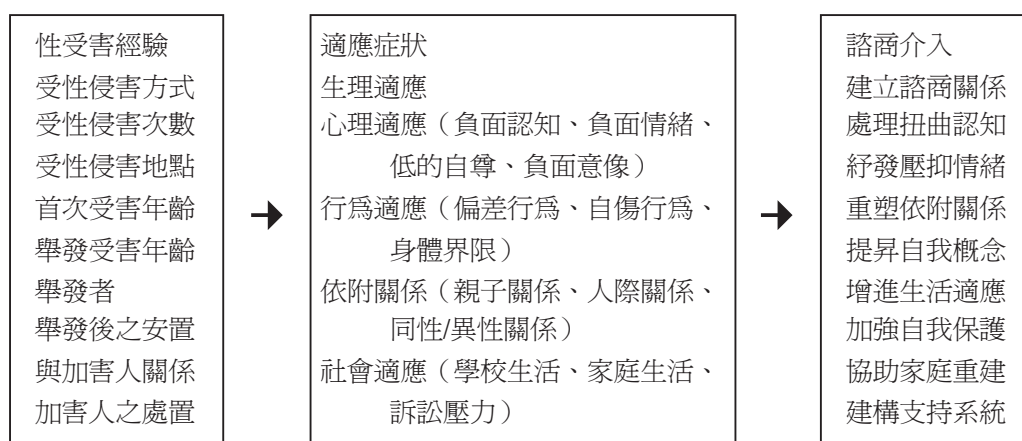 性受害經驗
受性侵害方式
受性侵害次數
受性侵害地點
首次受害年齡
舉發受害年齡
舉發者
舉發後之安置
與加害人關係
加害人之處置
適應症狀
生理適應
心理適應（負面認知、負面情緒、
低的自尊、負面意像）
行爲適應（偏差行爲、自傷行爲、
身體界限）
依附關係（親子關係、人際關係、
同性/異性關係）
社會適應（學校生活、家庭生活、
訴訟壓力）
諮商介入
建立諮商關係
處理扭曲認知
紓發壓抑情緒
重塑依附關係
提昇自我概念
增進生活適應
加強自我保護
協助家庭重建
建構支持系統